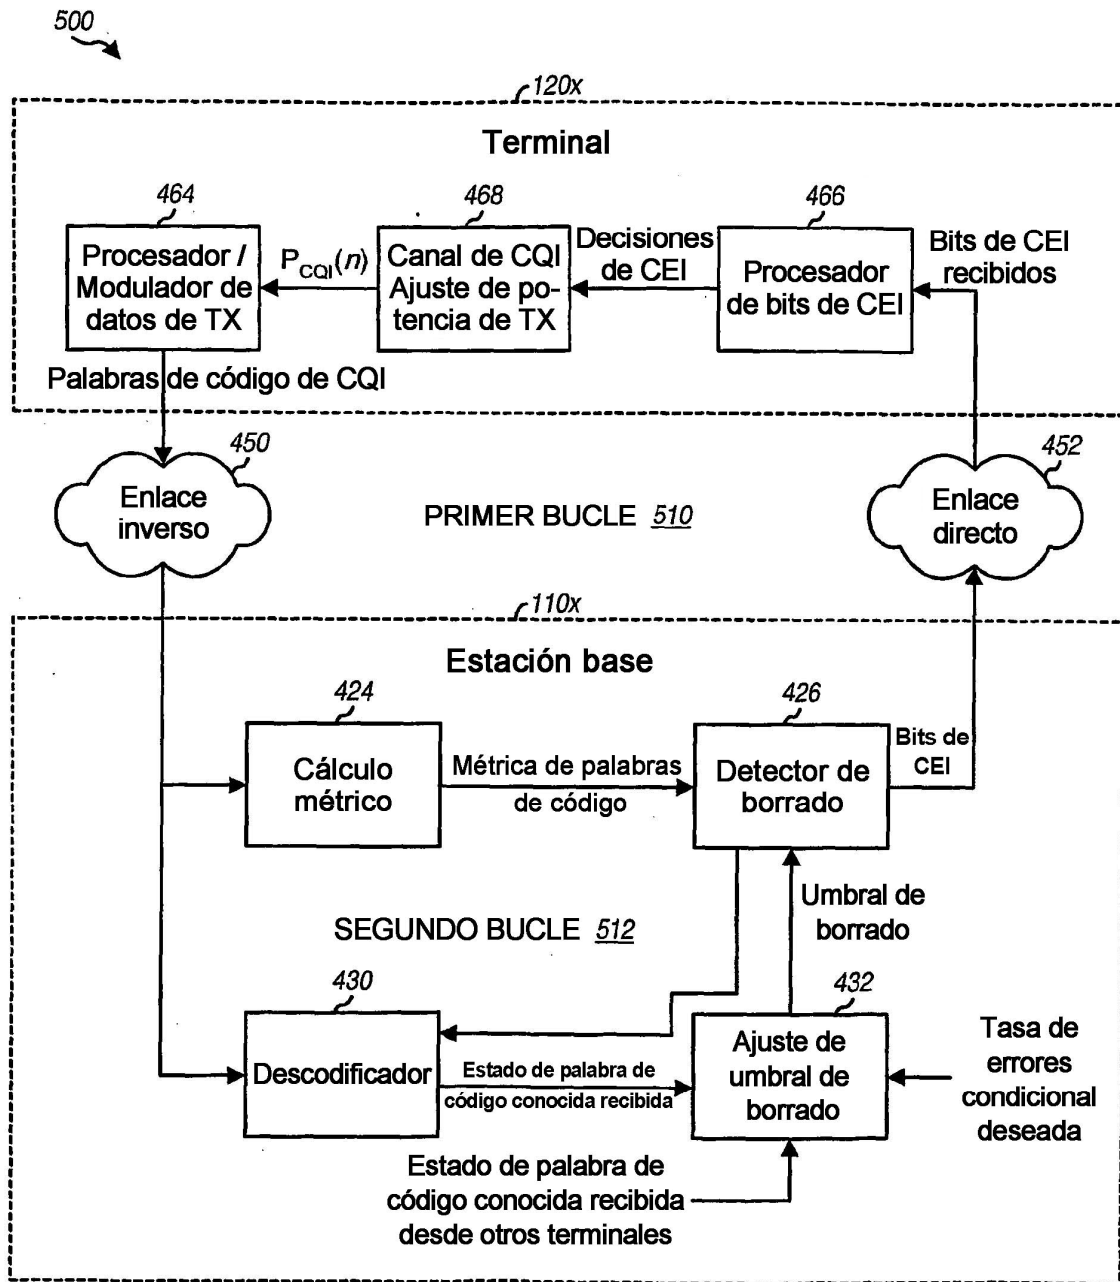 500
120x
Terminal
464
468
466
Procesador /
Modulador de
datos de TX
P_CQI(n)
Canal de CQI
Ajuste de po-
tencia de TX
Decisiones
de CEI
Procesador
de bits de CEI
Bits de CEI
recibidos
Palabras de código de CQI
450
Enlace
inverso
PRIMER BUCLE 510
452
Enlace
directo
110x
Estación base
424
Cálculo
métrico
Métrica de palabras
de código
426
Detector de
borrado
Bits de
CEI
Umbral de
borrado
SEGUNDO BUCLE 512
430
Descodificador
Estado de palabra de
código conocida recibida
432
Ajuste de
umbral de
borrado
Tasa de
errores
condicional
deseada
Estado de palabra de
código conocida recibida
desde otros terminales